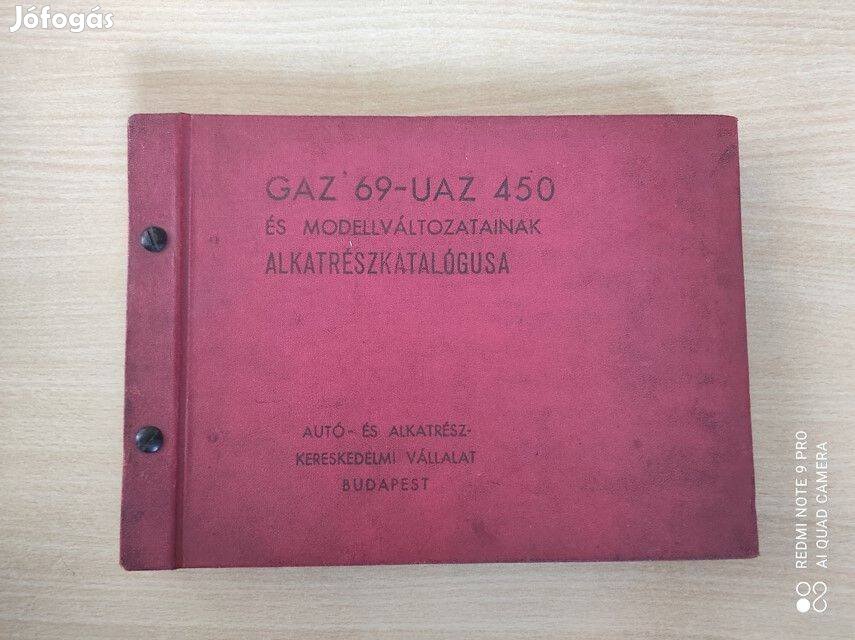 Jófogás
GAZ 69-UAZ 450
ÉS MODELLVÁLTOZATAINAK
ALKATRÉSZKATALÓGUSA
AUTÓ- ÉS ALKATRÉSZ-
KERESKEDELMI VÁLLALAT
BUDAPEST
REDMI NOTE 9 PRO
AI QUAD CAMERA